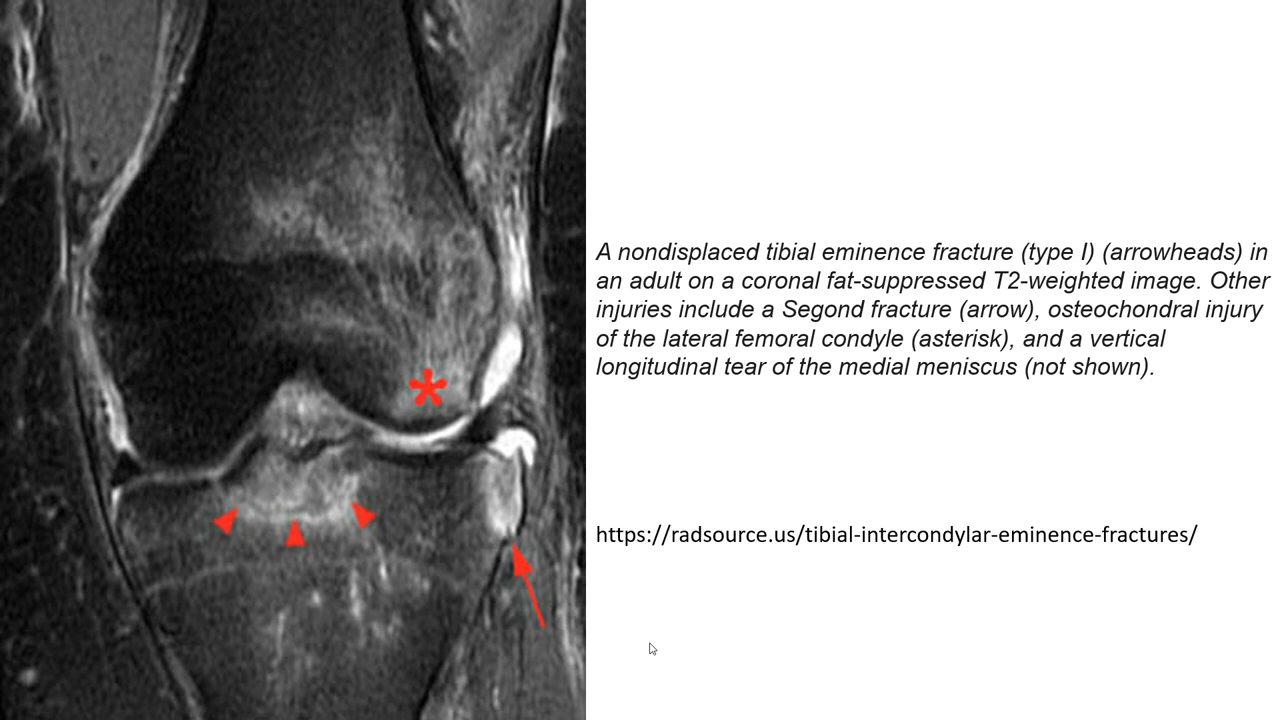 A nondisplaced tibial eminence fracture (type I) (arrowheads) in
an adult on a coronal fat-suppressed T2-weighted image. Other
injuries include a Segond fracture (arrow), osteochondral injury
of the lateral femoral condyle (asterisk), and a vertical
longitudinal tear of the medial meniscus (not shown).
https://radsource.us/tibial-intercondylar-eminence-fractures/